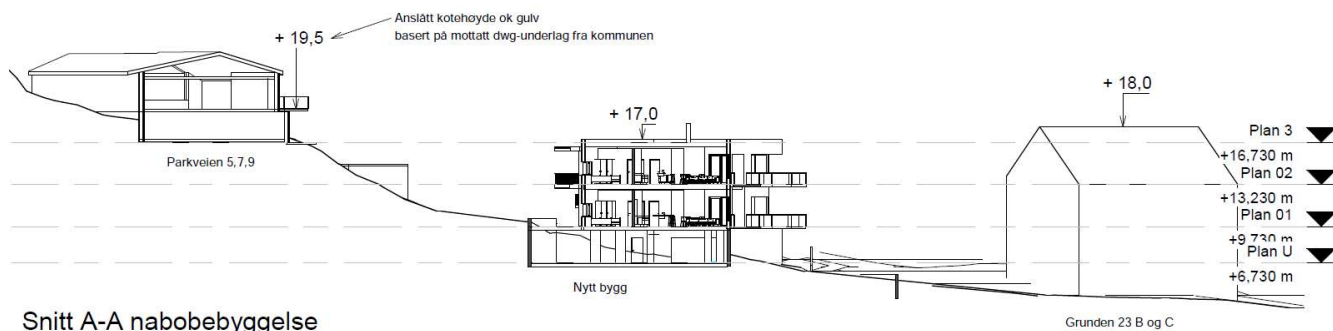 Anslått kotehøyde ok gulv
basert på mottatt dwg-underlag fra kommunen
+ 19,5
+ 18,0
+ 17,0
Parkveien 5,7,9
Plan 3
+16,730 m
Plan 02
+13,230 m
Plan 01
+9,730 m
Plan U
+6,730 m
Nytt bygg
Snitt A-A nabobebyggelse
Grunden 23 B og C